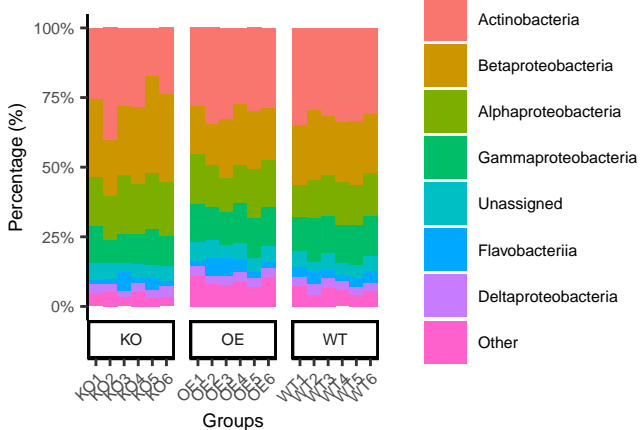 100%
75%
50%
25%
0%
Percentage (%)
KO
OE
WT
KO1 KO2 KO3 KO4 KO5 KO6 OE1 OE2 OE3 OE4 OE5 OE6 WT1 WT2 WT3 WT4 WT5 WT6
Groups
Actinobacteria
Betaproteobacteria
Alphaproteobacteria
Gammaproteobacteria
Unassigned
Flavobacteriia
Deltaproteobacteria
Other